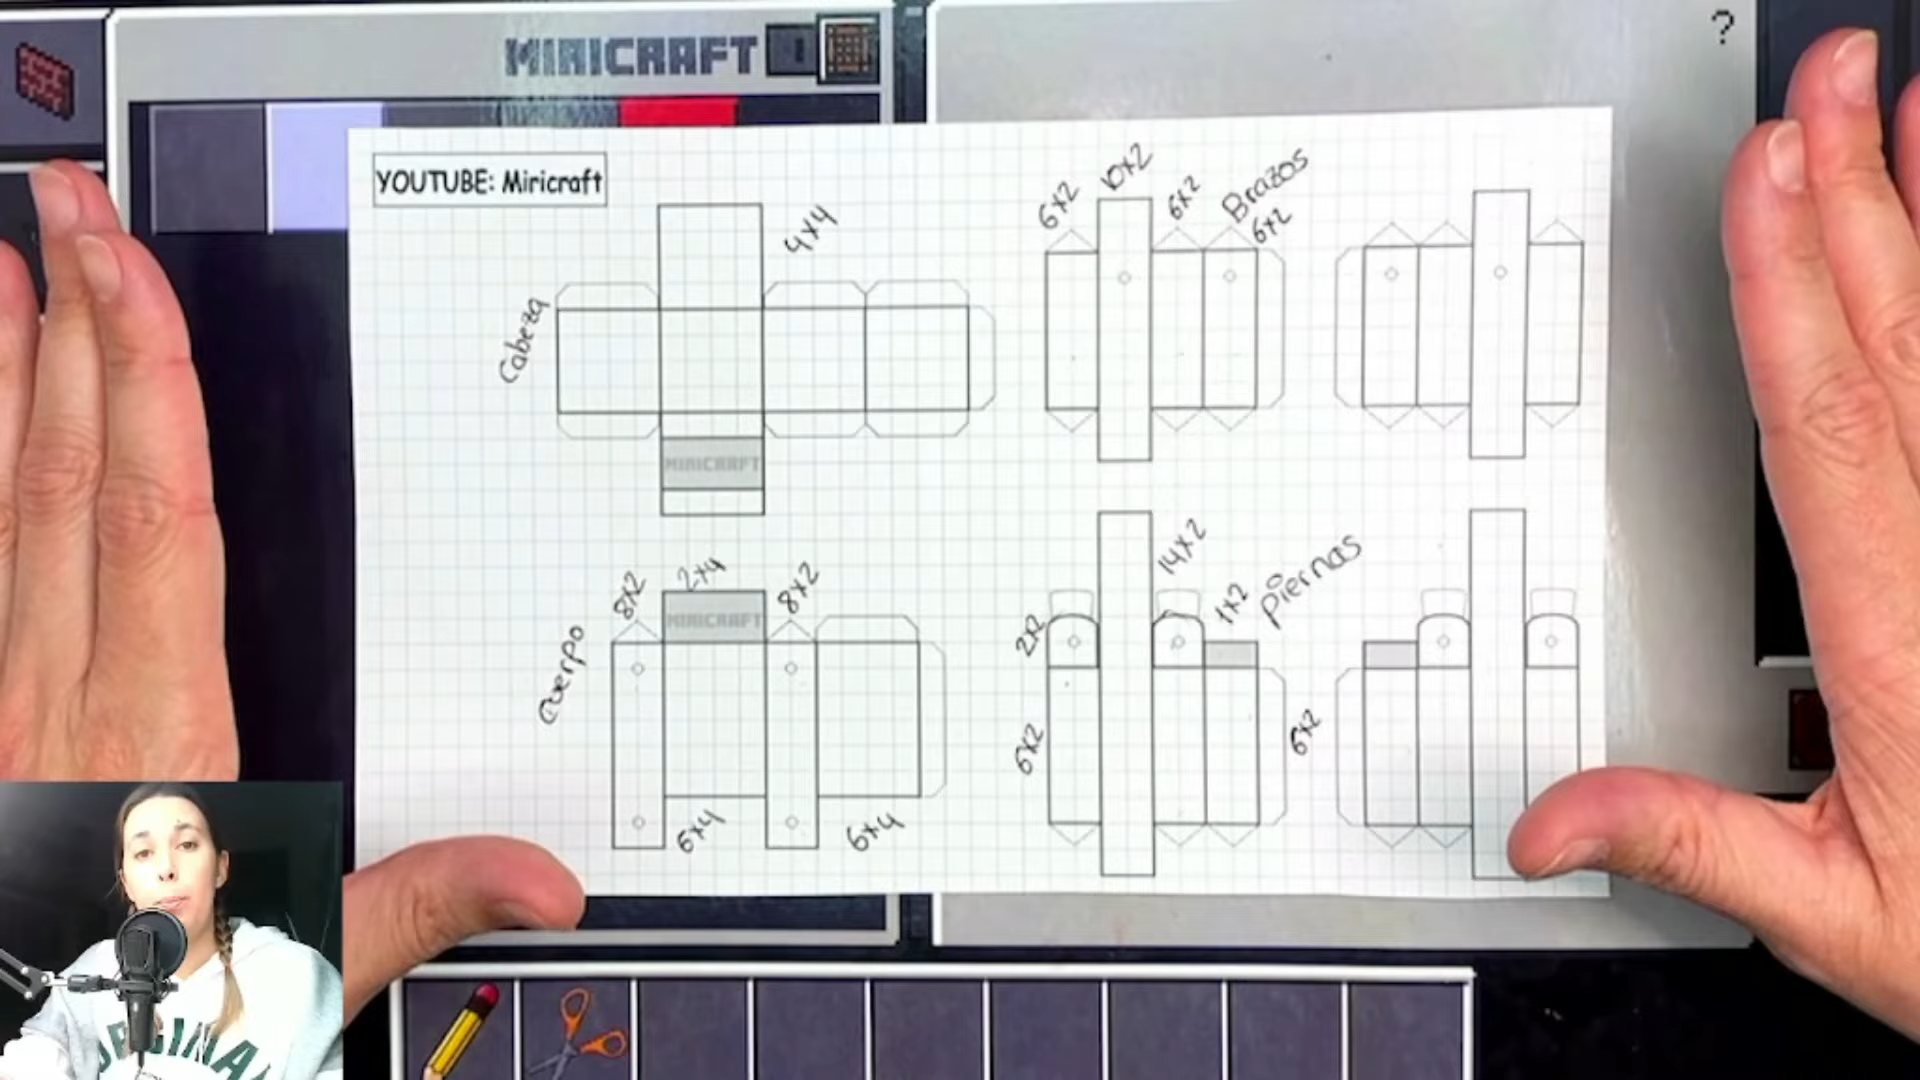 MIRICRAFT
?
YOUTUBE: Miricraft
4x4
Cabeza
MIRICRAFT
6x2
10x2
6x2
Brazos
6x2
8x2
2x4
8x2
MIRICRAFT
Cuerpo
6x4
6x4
14x2
Piernas
2x2
1x2
6x2
6x2
ORGINA